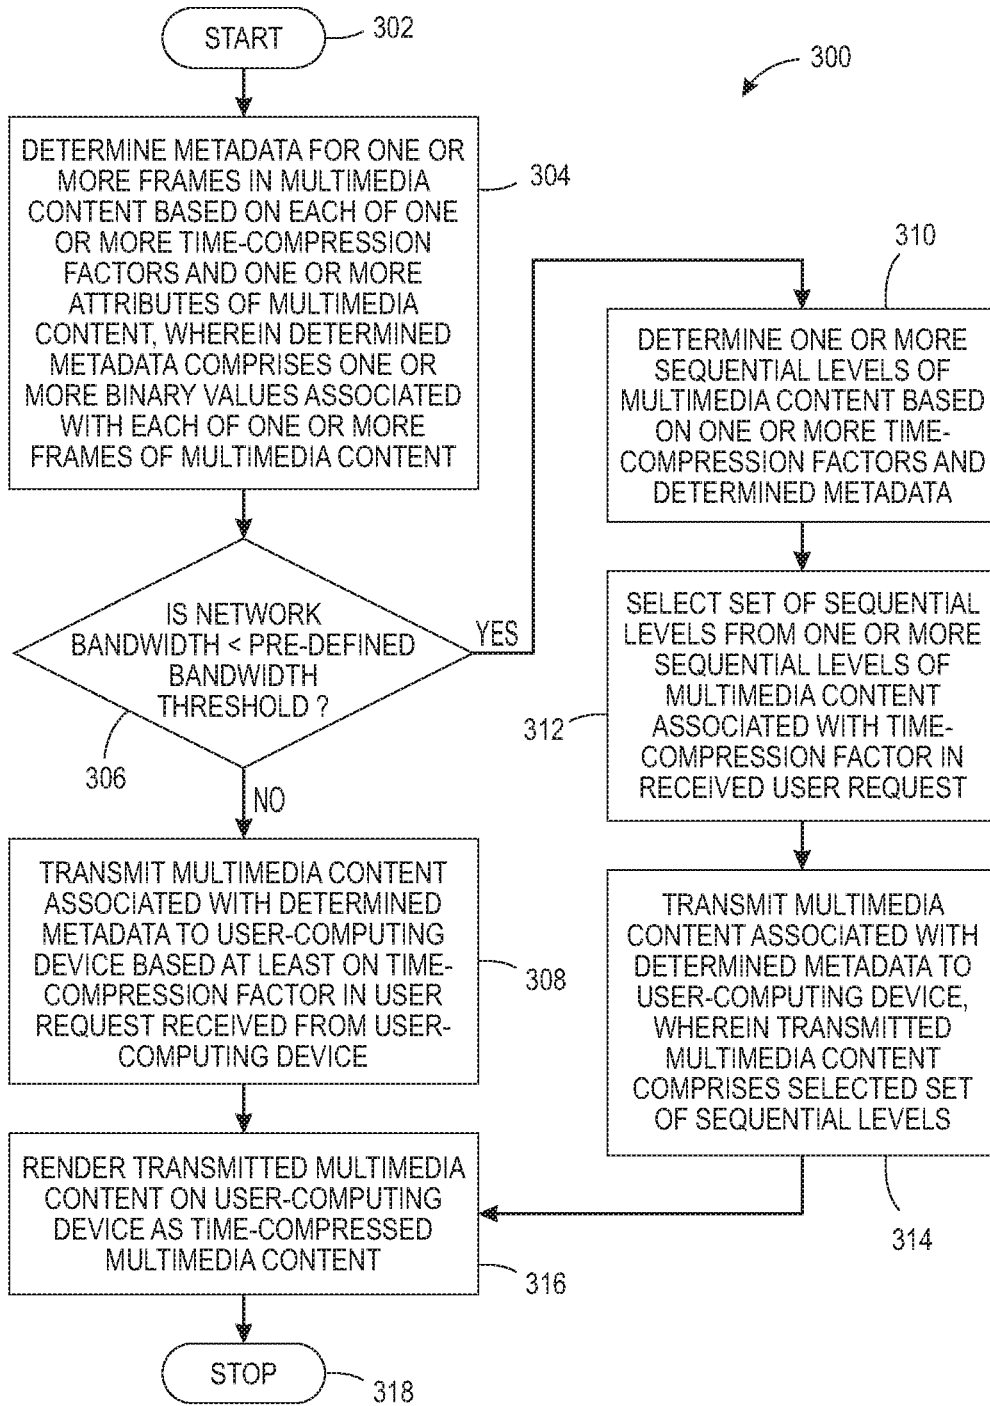 START
302
300
DETERMINE METADATA FOR ONE OR
MORE FRAMES IN MULTIMEDIA
CONTENT BASED ON EACH OF ONE
OR MORE TIME-COMPRESSION
FACTORS AND ONE OR MORE
ATTRIBUTES OF MULTIMEDIA
CONTENT, WHEREIN DETERMINED
METADATA COMPRISES ONE OR
MORE BINARY VALUES ASSOCIATED
WITH EACH OF ONE OR MORE
FRAMES OF MULTIMEDIA CONTENT
304
IS NETWORK
BANDWIDTH < PRE-DEFINED
BANDWIDTH
THRESHOLD ?
306
YES
NO
TRANSMIT MULTIMEDIA CONTENT
ASSOCIATED WITH DETERMINED
METADATA TO USER-COMPUTING
DEVICE BASED AT LEAST ON TIME-
COMPRESSION FACTOR IN USER
REQUEST RECEIVED FROM USER-
COMPUTING DEVICE
308
310
DETERMINE ONE OR MORE
SEQUENTIAL LEVELS OF
MULTIMEDIA CONTENT BASED
ON ONE OR MORE TIME-
COMPRESSION FACTORS AND
DETERMINED METADATA
SELECT SET OF SEQUENTIAL
LEVELS FROM ONE OR MORE
SEQUENTIAL LEVELS OF
MULTIMEDIA CONTENT
ASSOCIATED WITH TIME-
COMPRESSION FACTOR IN
RECEIVED USER REQUEST
312
TRANSMIT MULTIMEDIA
CONTENT ASSOCIATED WITH
DETERMINED METADATA TO
USER-COMPUTING DEVICE,
WHEREIN TRANSMITTED
MULTIMEDIA CONTENT
COMPRISES SELECTED SET
OF SEQUENTIAL LEVELS
314
RENDER TRANSMITTED MULTIMEDIA
CONTENT ON USER-COMPUTING
DEVICE AS TIME-COMPRESSED
MULTIMEDIA CONTENT
316
STOP
318